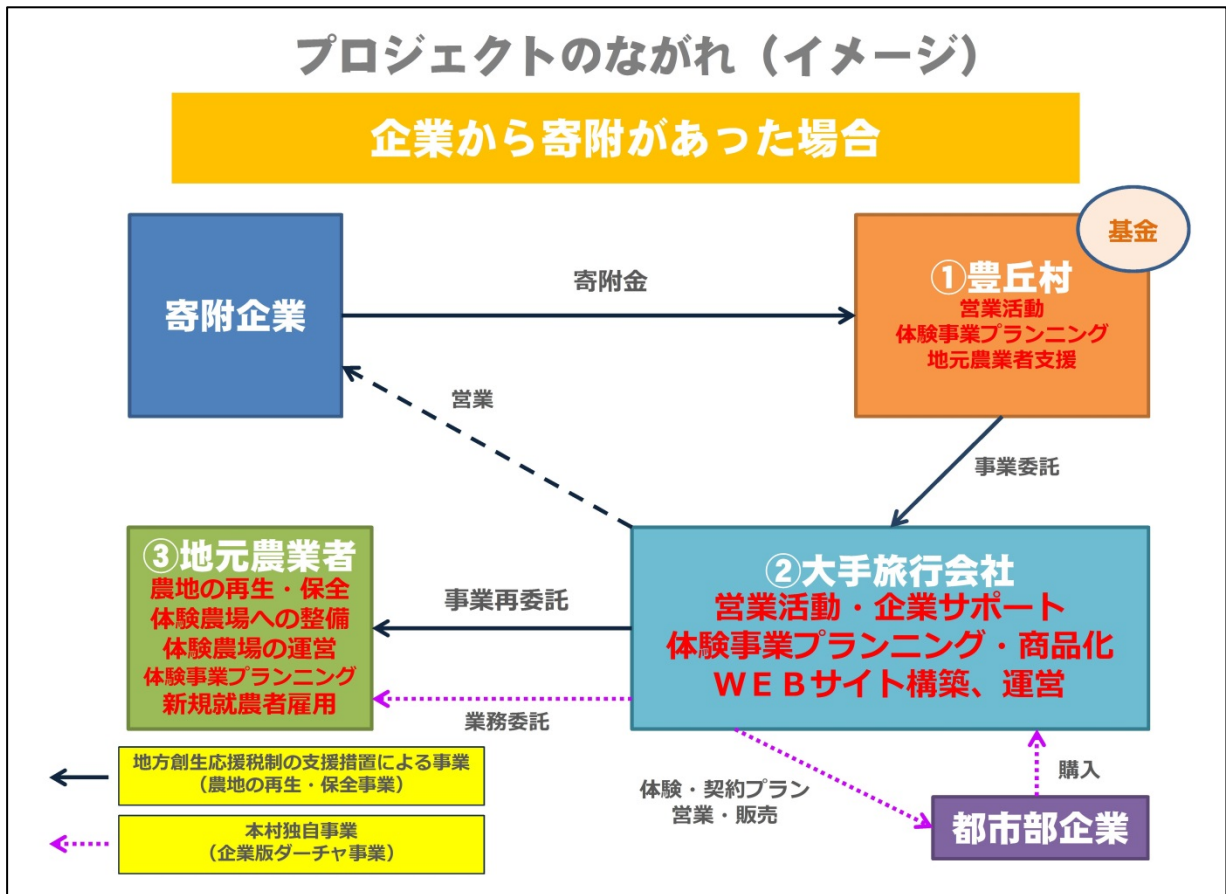 プロジェクトのながれ（イメージ）
企業から寄附があった場合
寄附企業
寄附金
基金
①豊丘村
営業活動
体験事業プランニング
地元農業者支援
営業
事業委託
③地元農業者
農地の再生・保全
体験農場への整備
体験農場の運営
体験事業プランニング
新規就農者雇用
事業再委託
業務委託
②大手旅行会社
営業活動・企業サポート
体験事業プランニング・商品化
ＷＥＢサイト構築、運営
地方創生応援税制の支援措置による事業
（農地の再生・保全事業）
本村独自事業
（企業版ダーチャ事業）
体験・契約プラン
営業・販売
購入
都市部企業